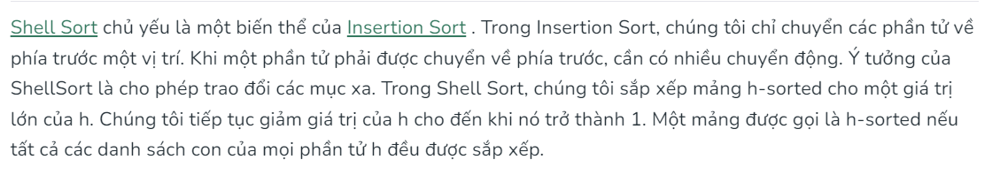 Shell Sort chủ yếu là một biến thể của Insertion Sort . Trong Insertion Sort, chúng tôi chỉ chuyển các phần tử về
phía trước một vị trí. Khi một phần tử phải được chuyển về phía trước, cần có nhiều chuyển động. Ý tưởng của
ShellSort là cho phép trao đổi các mục xa. Trong Shell Sort, chúng tôi sắp xếp mảng h-sorted cho một giá trị
lớn của h. Chúng tôi tiếp tục giảm giá trị của h cho đến khi nó trở thành 1. Một mảng được gọi là h-sorted nếu
tất cả các danh sách con của mọi phần tử h đều được sắp xếp.